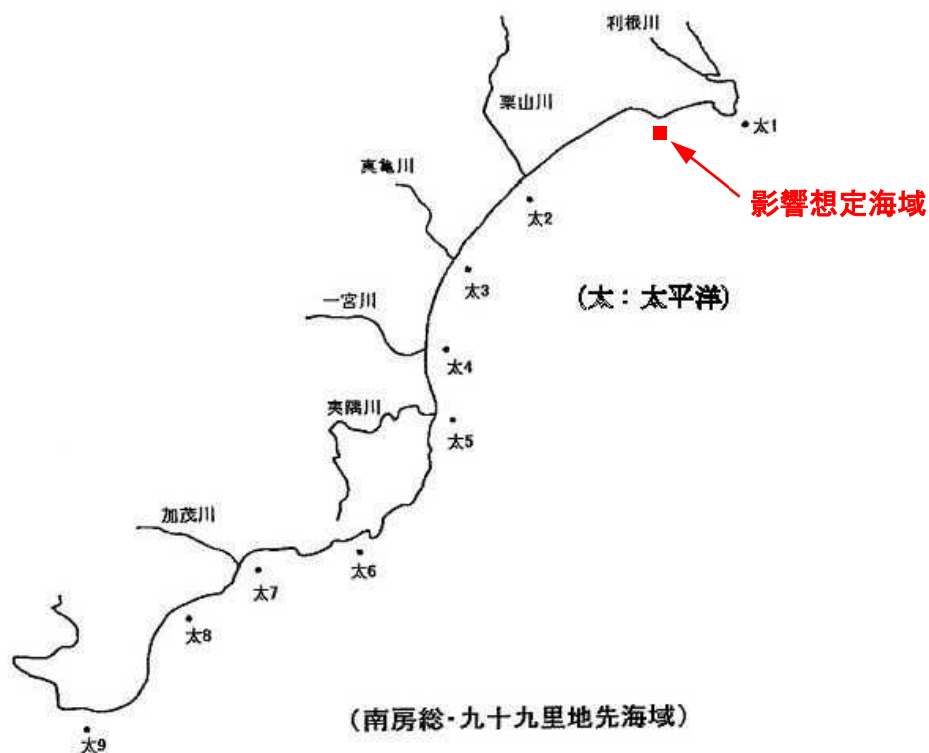 利根川
栗山川
太1
真亀川
影響想定海域
太2
太3
(太：太平洋)
一宮川
太4
夷隅川
太5
加茂川
太6
太7
太8
(南房総・九十九里地先海域)
太9